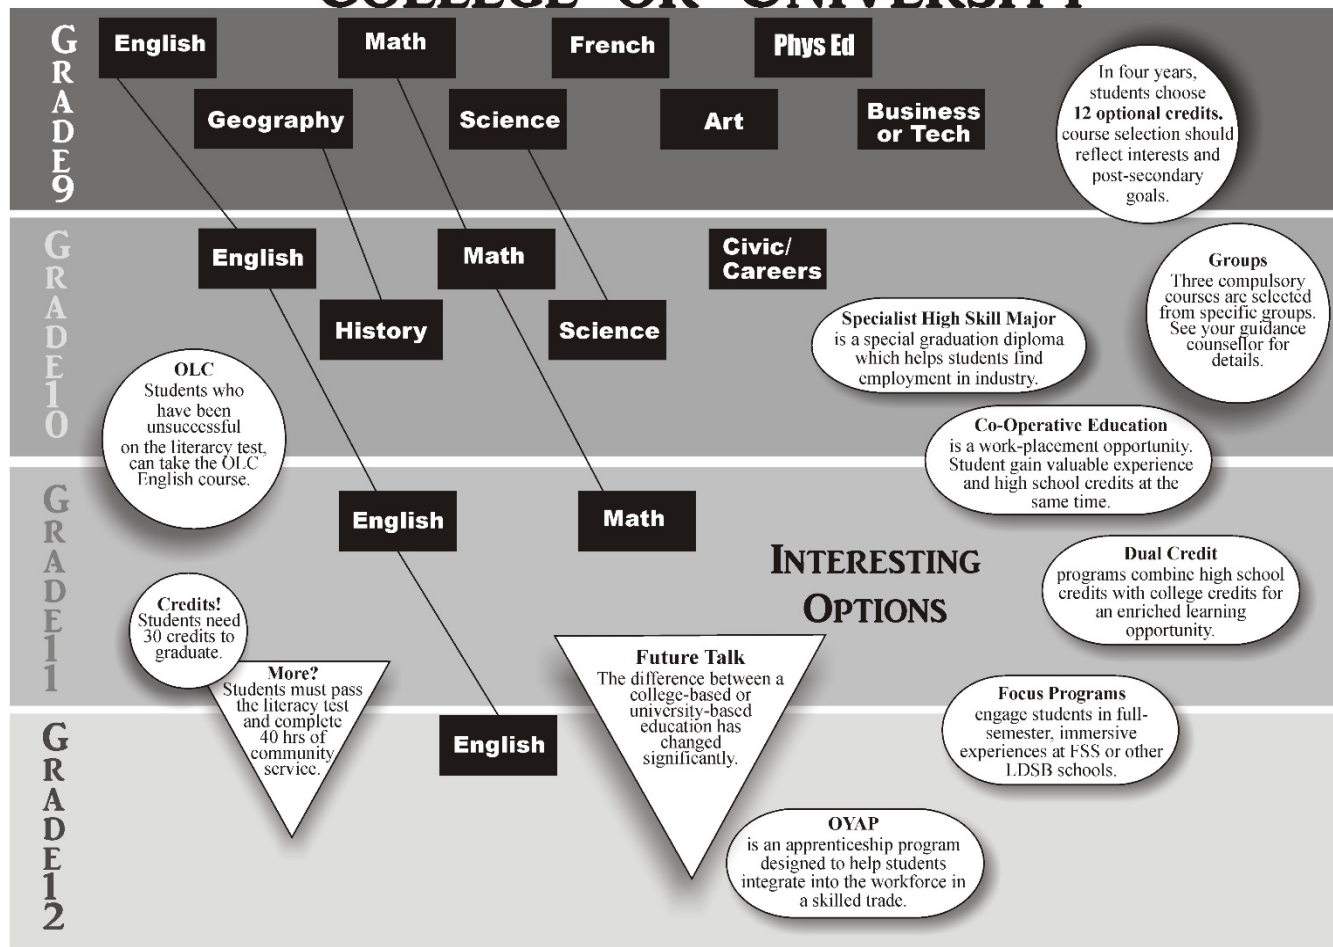 COLLEGE OR UNIVERSITY
GRADE 9
English
Math
French
Phys Ed
Geography
Science
Art
Business
or Tech
In four years,
students choose
12 optional credits.
course selection should
reflect interests and
post-secondary
goals.
GRADE 10
English
Math
Civic/
Careers
History
Science
Groups
Three compulsory
courses are selected
from specific groups.
See your guidance
counsellor for
details.
Specialist High Skill Major
is a special graduation diploma
which helps students find
employment in industry.
OLC
Students who
have been
unsuccessful
on the literarcy test,
can take the OLC
English course.
Co-Operative Education
is a work-placement opportunity.
Student gain valuable experience
and high school credits at the
same time.
GRADE 11
English
Math
INTERESTING
OPTIONS
Dual Credit
programs combine high school
credits with college credits for
an enriched learning
opportunity.
Credits!
Students need
30 credits to
graduate.
More?
Students must pass
the literacy test
and complete
40 hrs of
community
service.
Future Talk
The difference between a
college-based or
university-based
education has
changed
significantly.
Focus Programs
engage students in full-
semester, immersive
experiences at FSS or other
LDSB schools.
GRADE 12
English
OYAP
is an apprenticeship program
designed to help students
integrate into the workforce in
a skilled trade.